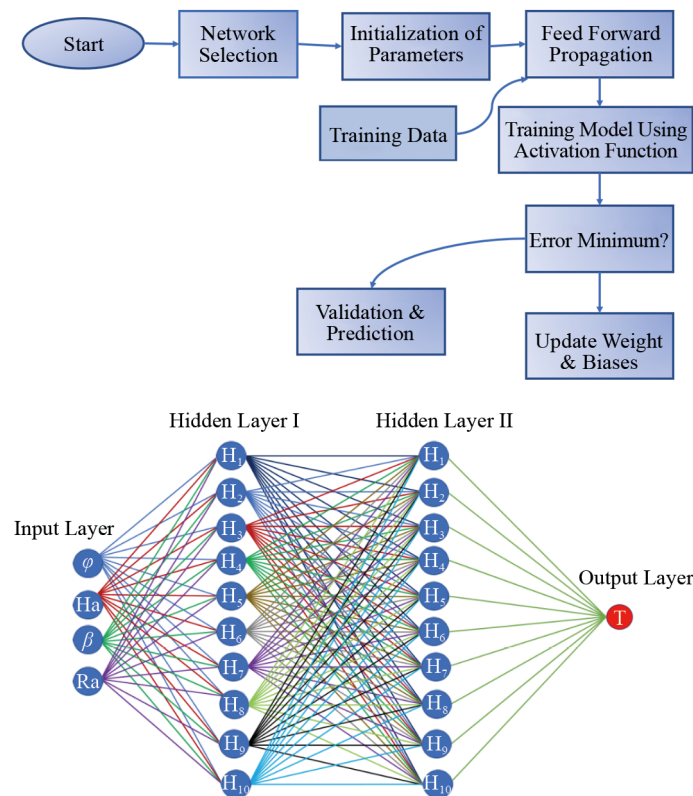 Start
Network
Selection
Initialization of
Parameters
Feed Forward
Propagation
Training Data
Training Model Using
Activation Function
Error Minimum?
Validation &
Prediction
Update Weight
& Biases
Hidden Layer I
Hidden Layer II
Input Layer
Output Layer
φ
Ha
β
Ra
H₁
H₂
H₃
H₄
H₅
H₆
H₇
H₈
H₉
H₁₀
H₁
H₂
H₃
H₄
H₅
H₆
H₇
H₈
H₉
H₁₀
T